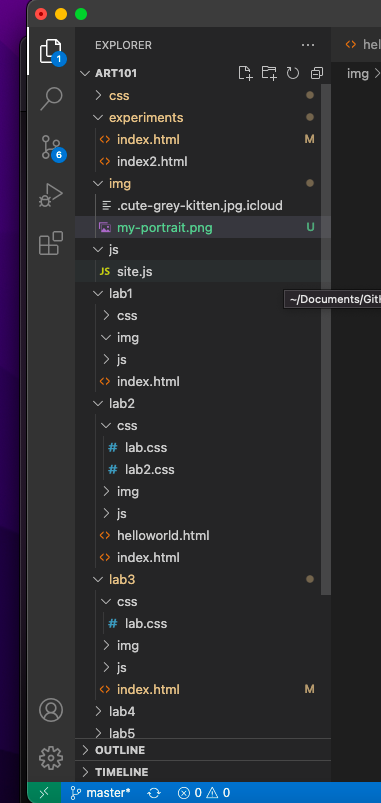 EXPLORER
...
hel
1
ART101
img >
css
experiments
index.html M
index2.html
6
img
.cute-grey-kitten.jpg.icloud
my-portrait.png U
js
JS site.js
lab1
~/Documents/Git
css
img
js
<> index.html
lab2
css
# lab.css
# lab2.css
img
js
<> helloworld.html
<> index.html
lab3
css
# lab.css
img
js
<> index.html M
lab4
lab5
OUTLINE
TIMELINE
master* 0 0